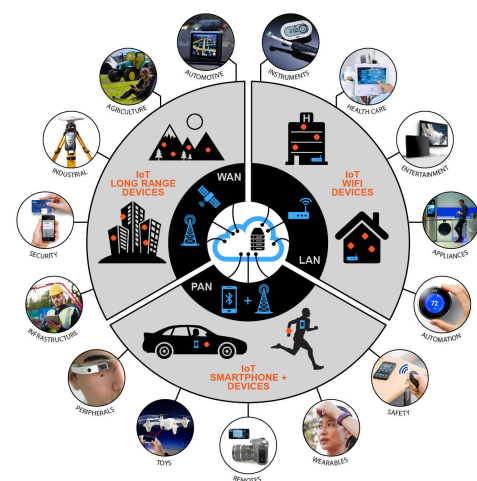 AUTOMOTIVE
INSTRUMENTS
AGRICULTURE
HEALTH CARE
INDUSTRIAL
ENTERTAINMENT
SECURITY
APPLIANCES
INFRASTRUCTURE
AUTOMATION
PERIPHERALS
SAFETY
TOYS
WEARABLES
REMOTES
IoT
LONG RANGE
DEVICES
IoT
WIFI
DEVICES
WAN
LAN
PAN
H
+
IoT
SMARTPHONE +
DEVICES
72